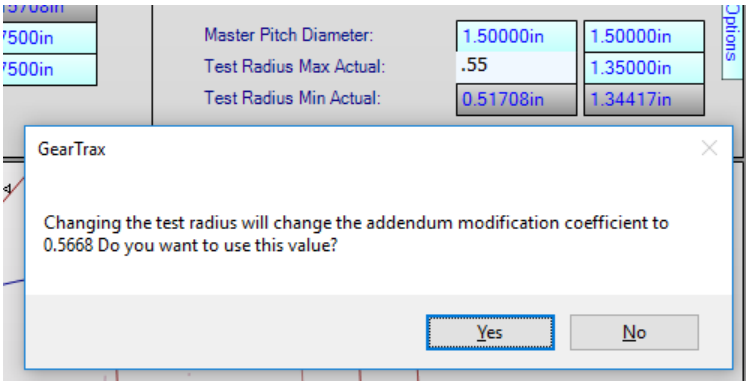 7500in
7500in
Master Pitch Diameter:
1.50000in
1.50000in
Test Radius Max Actual:
.55
1.35000in
Test Radius Min Actual:
0.51708in
1.34417in
Options
GearTrax
Changing the test radius will change the addendum modification coefficient to
0.5668 Do you want to use this value?
Yes
No